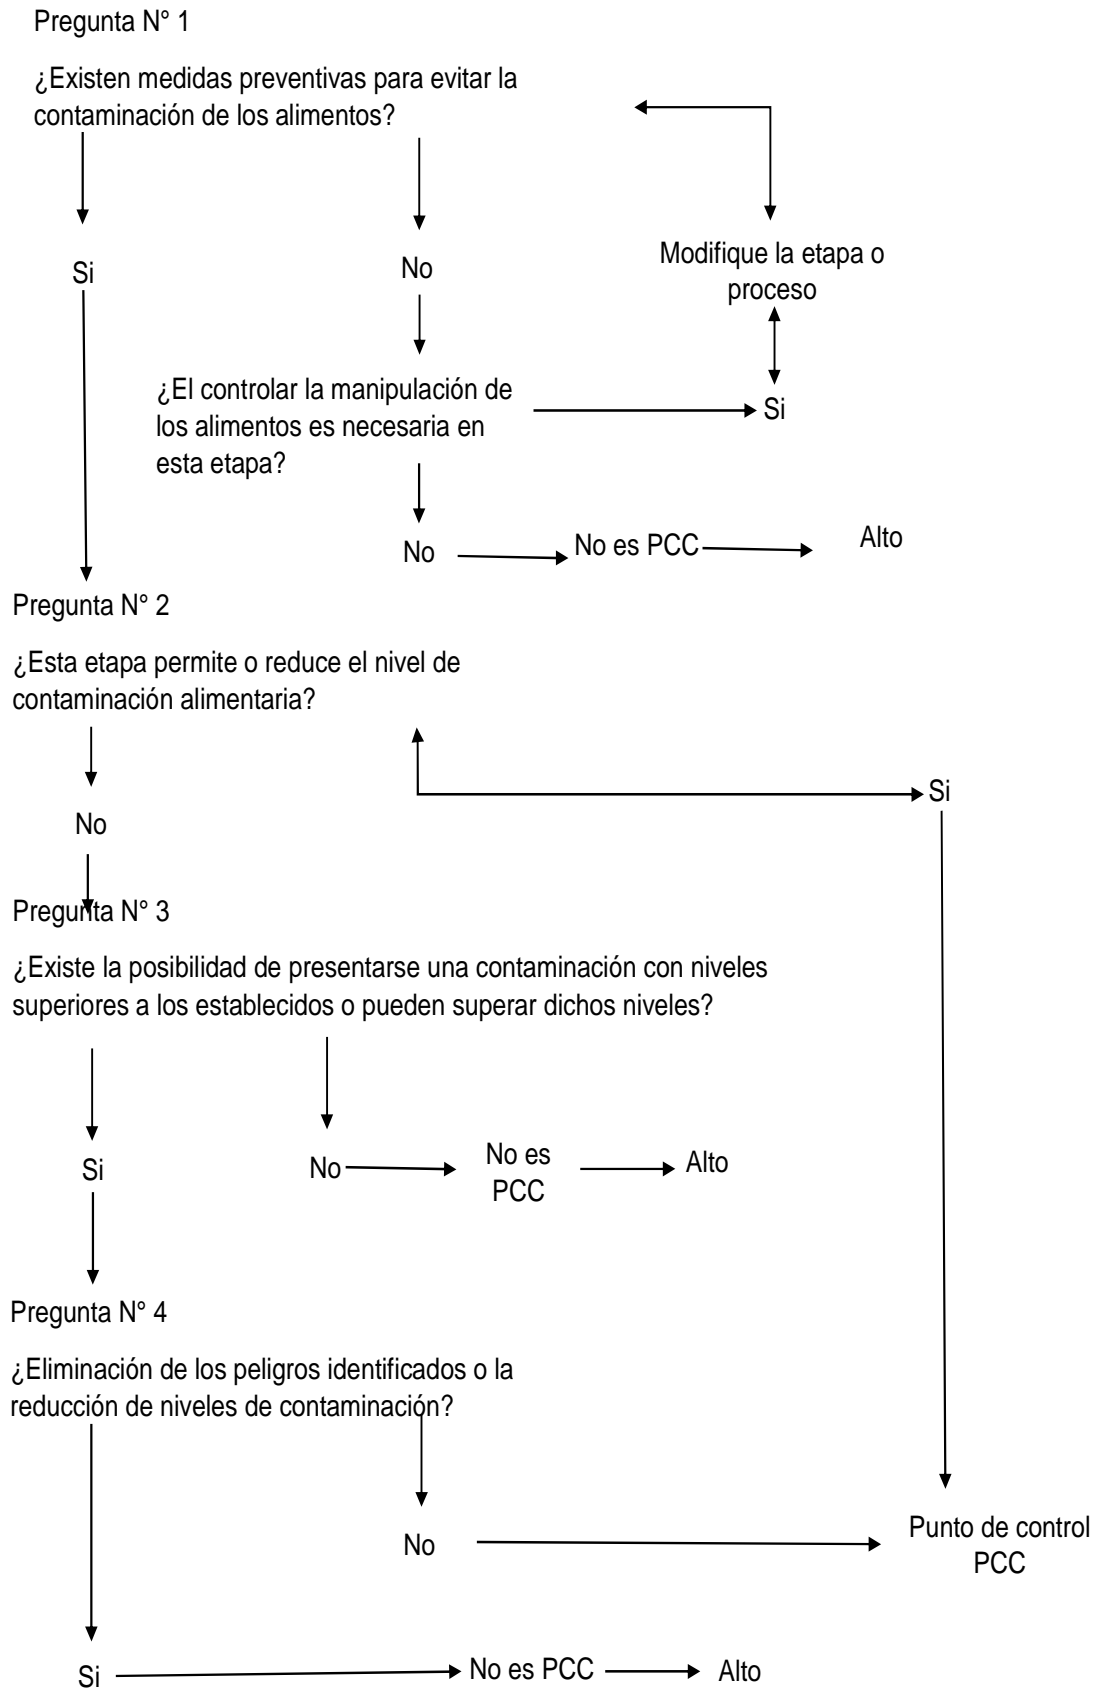 Pregunta N° 1
¿Existen medidas preventivas para evitar la
contaminación de los alimentos?
Si
No
Modifique la etapa o
proceso
¿El controlar la manipulación de
los alimentos es necesaria en
esta etapa?
Si
No
No es PCC
Alto
Pregunta N° 2
¿Esta etapa permite o reduce el nivel de
contaminación alimentaria?
Si
No
Pregunta N° 3
¿Existe la posibilidad de presentarse una contaminación con niveles
superiores a los establecidos o pueden superar dichos niveles?
Si
No
No es
PCC
Alto
Pregunta N° 4
¿Eliminación de los peligros identificados o la
reducción de niveles de contaminación?
No
Punto de control
PCC
Si
No es PCC
Alto